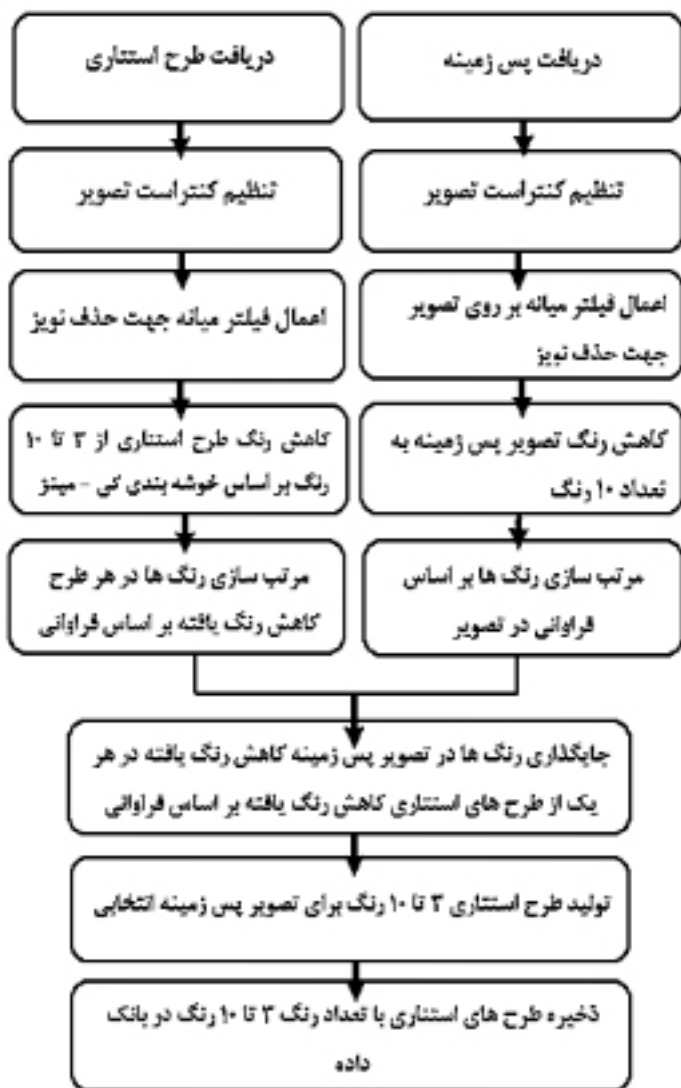 دریافت پس زمینه
تنظیم کنتراست تصویر
اعمال فیلتر میانه بر روی تصویر
جهت حذف نویز
کاهش رنگ تصویر پس زمینه به
تعداد ۱۰ رنگ
مرتب سازی رنگ ها بر اساس
فراوانی در تصویر
دریافت طرح استتاری
تنظیم کنتراست تصویر
اعمال فیلتر میانه جهت حذف نویز
کاهش رنگ طرح استتاری از ۳ تا ۱۰
رنگ بر اساس خوشه بندی کی - مینز
مرتب سازی رنگ ها در هر طرح
کاهش رنگ یافته بر اساس فراوانی
جایگذاری رنگ ها در تصویر پس زمینه کاهش رنگ یافته در هر
یک از طرح های استتاری کاهش رنگ یافته بر اساس فراوانی
تولید طرح استتاری ۳ تا ۱۰ رنگ برای تصویر پس زمینه انتخابی
ذخیره طرح های استتاری با تعداد رنگ ۳ تا ۱۰ رنگ در بانک
داده